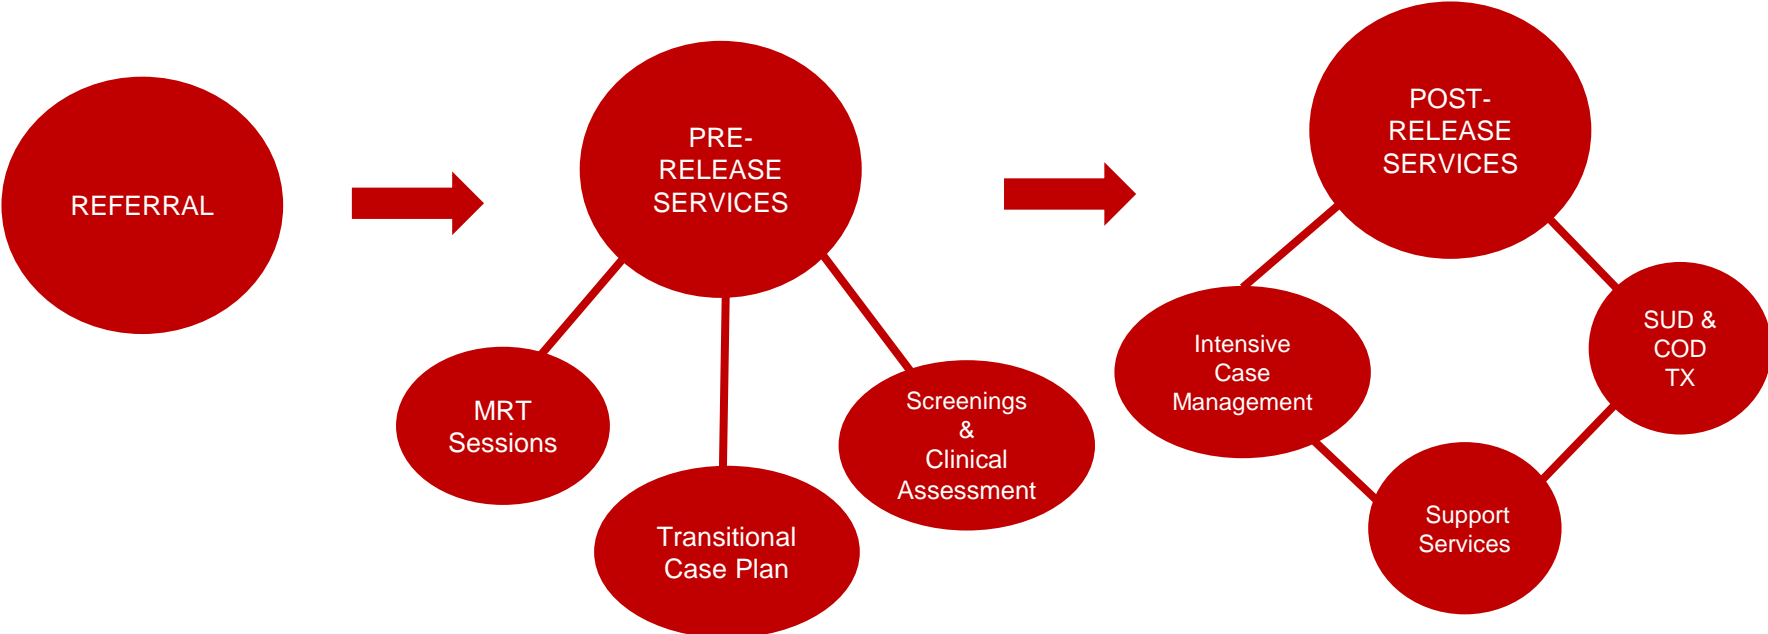 REFERRAL
PRE-
RELEASE
SERVICES
MRT
Sessions
Transitional
Case Plan
Screenings
&
Clinical
Assessment
POST-
RELEASE
SERVICES
Intensive
Case
Management
SUD &
COD
TX
Support
Services